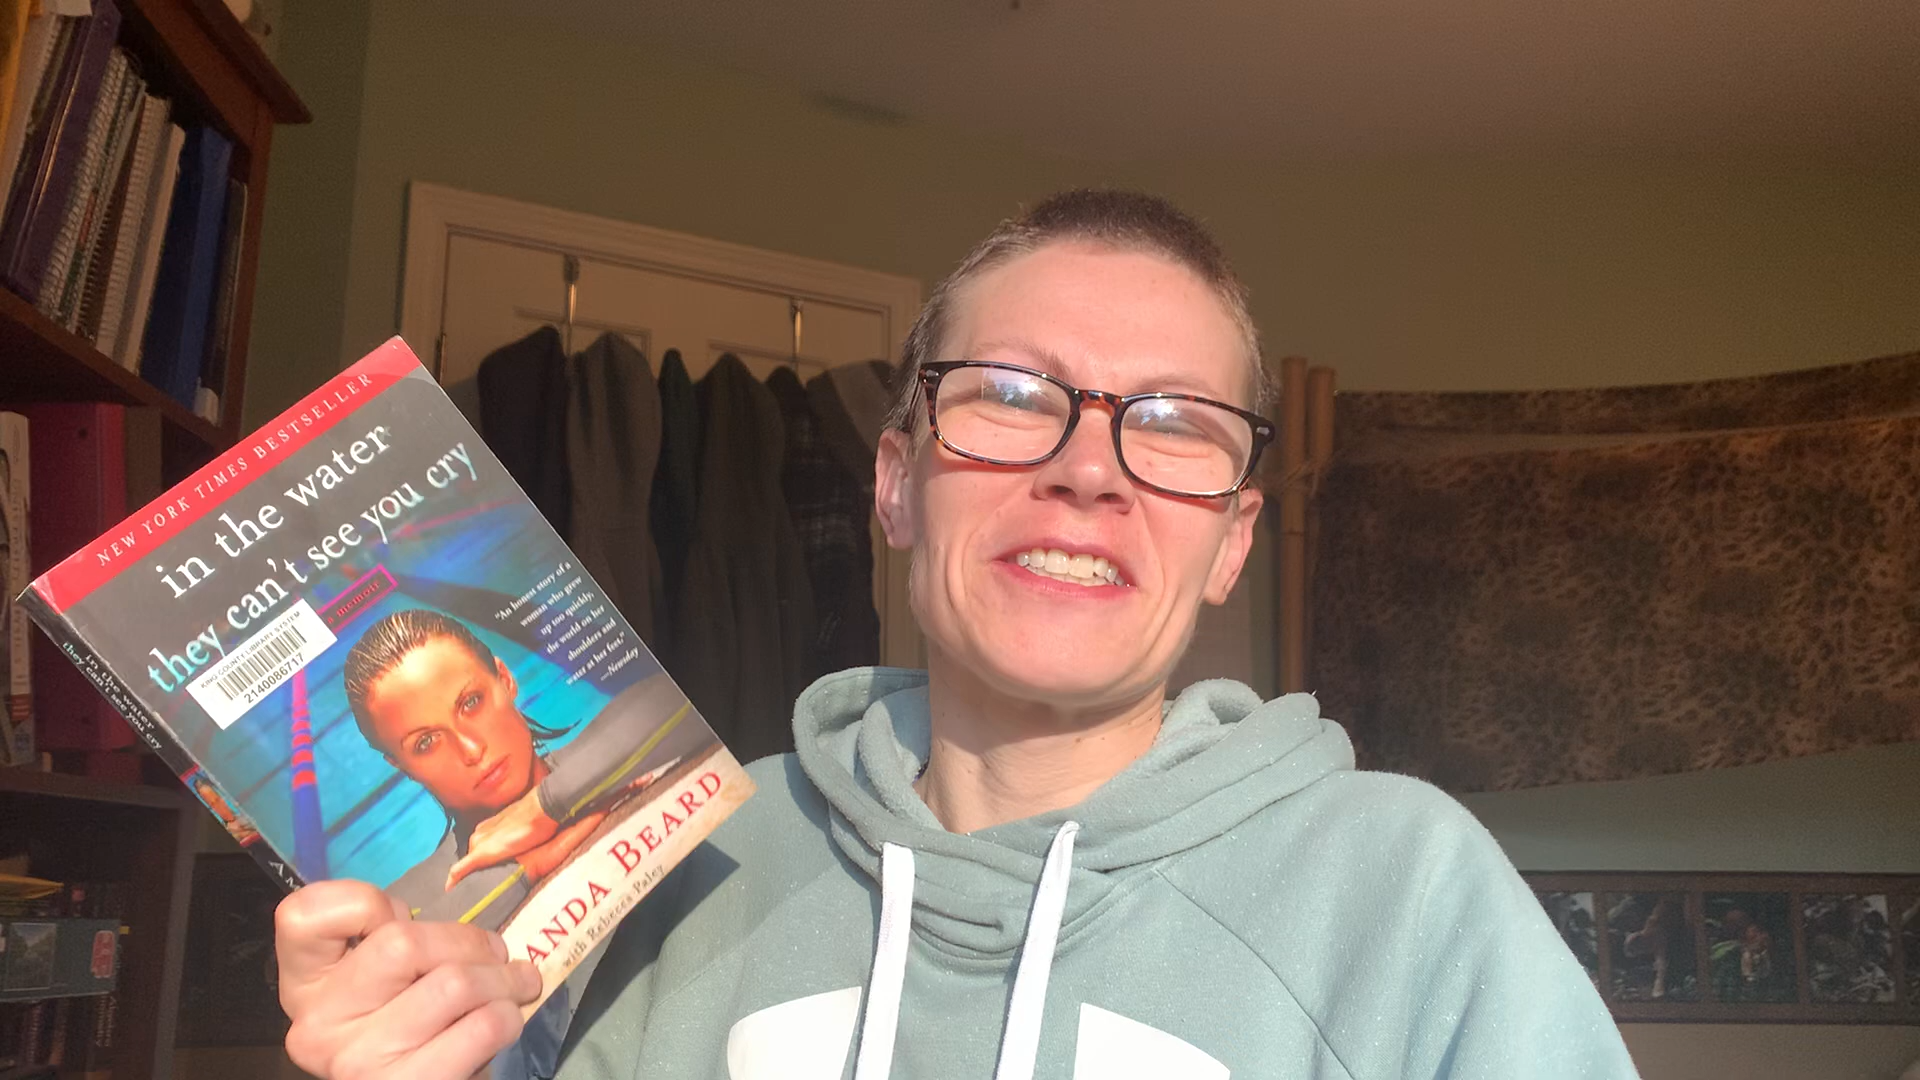 NEW YORK TIMES BESTSELLER
in the water
they can't see you cry
a memoir
KING COUNTY LIBRARY SYSTEM
2140086717
"An honest story of a
woman who grew
up too quickly,
the world on her
shoulders and
water at her feet."
—Newsday
ANDA BEARD
with Rebecca Paley
in the water
they can't see you cry
AM